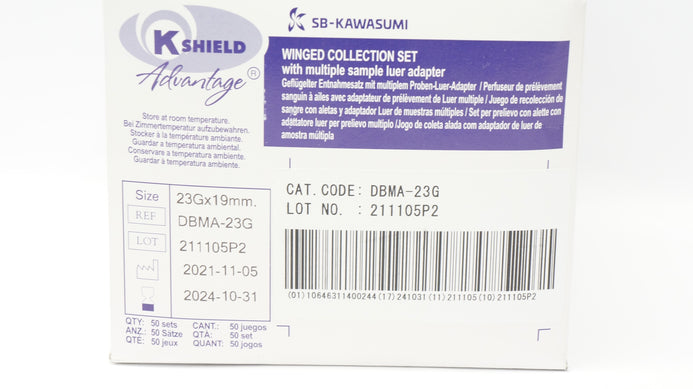 K SHIELD
Advantage®
Store at room temperature.
Bei Zimmertemperatur aufzubewahren.
Stocker à la température ambiante.
Guardar a temperatura ambiental.
Conservare a temperatura ambiente.
Guardar à temperatura ambiente.
SB-KAWASUMI
WINGED COLLECTION SET
with multiple sample luer adapter
Geflügelter Entnahmesatz mit multiplem Proben-Luer-Adapter / Perfuseur de prélèvement
sanguin à ailes avec adaptateur de prélèvement de Luer multiple / Juego de recolección de
sangre con aletas y adaptador Luer de muestras múltiples / Set per prelievo con alette con
adattatore luer per prelievo multiplo /Jogo de coleta alada com adaptador de luer de
amostra múltipla
Size 23Gx19mm.
REF DBMA-23G
LOT 211105P2
2021-11-05
2024-10-31
QTY: 50 sets CANT.: 50 juegos
ANZ.: 50 Sätze QTA: 50 set
QTE: 50 jeux QUANT: 50 jogos
CAT.CODE: DBMA-23G
LOT NO. : 211105P2
(01)10646311400244(17)241031(11)211105(10)211105P2